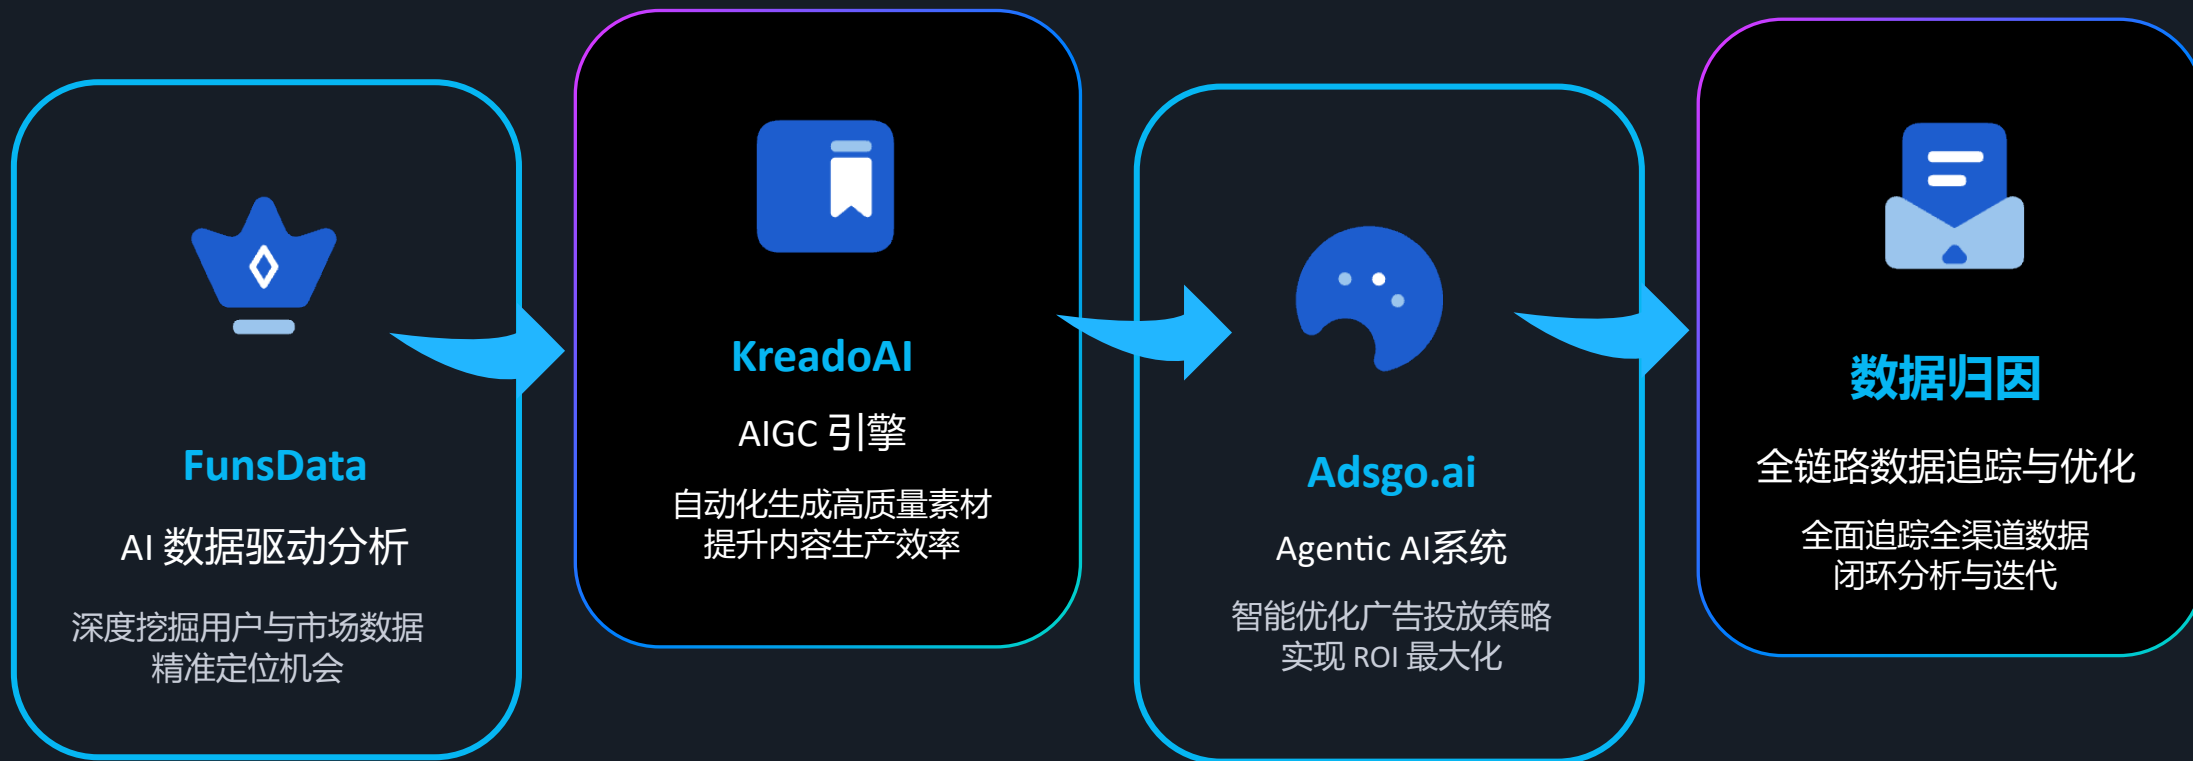 FunsData
AI 数据驱动分析
深度挖掘用户与市场数据
精准定位机会
KreadoAI
AIGC 引擎
自动化生成高质量素材
提升内容生产效率
Adsgo.ai
Agentic AI系统
智能优化广告投放策略
实现 ROI 最大化
数据归因
全链路数据追踪与优化
全面追踪全渠道数据
闭环分析与迭代